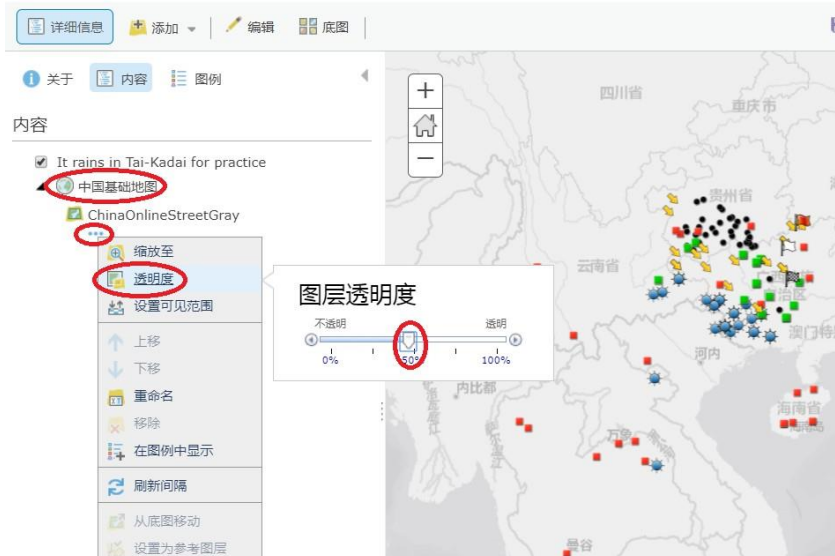 详细信息 添加 编辑 底图
关于 内容 图例
内容
It rains in Tai-Kadai for practice
中国基础地图
ChinaOnlineStreetGray
缩放至
透明度
设置可见范围
上移
下移
重命名
移除
在图例中显示
刷新间隔
从底图移动
设置为参考图层
图层透明度
不透明 透明
0% 50% 100%
四川省
重庆市
贵州省
云南省
澳门特
河内
内比都
海南省
万象
曼谷